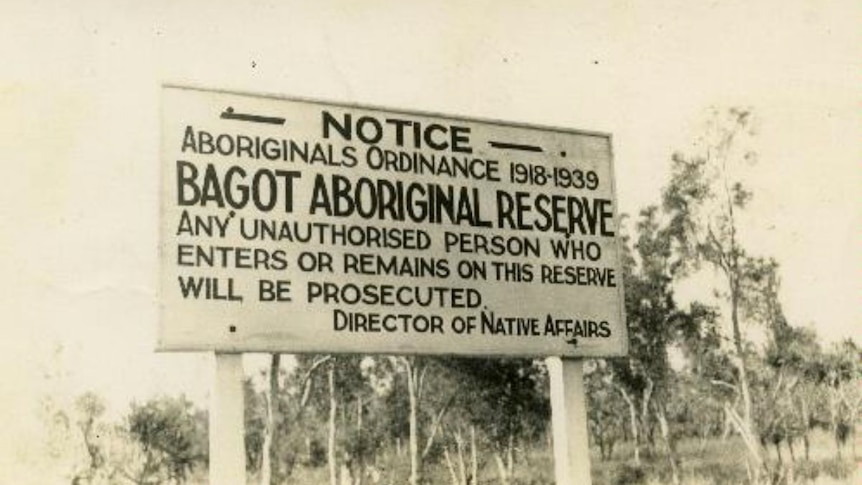 NOTICE
ABORIGINALS ORDINANCE 1918-1939
BAGOT ABORIGINAL RESERVE
ANY UNAUTHORISED PERSON WHO
ENTERS OR REMAINS ON THIS RESERVE
WILL BE PROSECUTED.
DIRECTOR OF NATIVE AFFAIRS